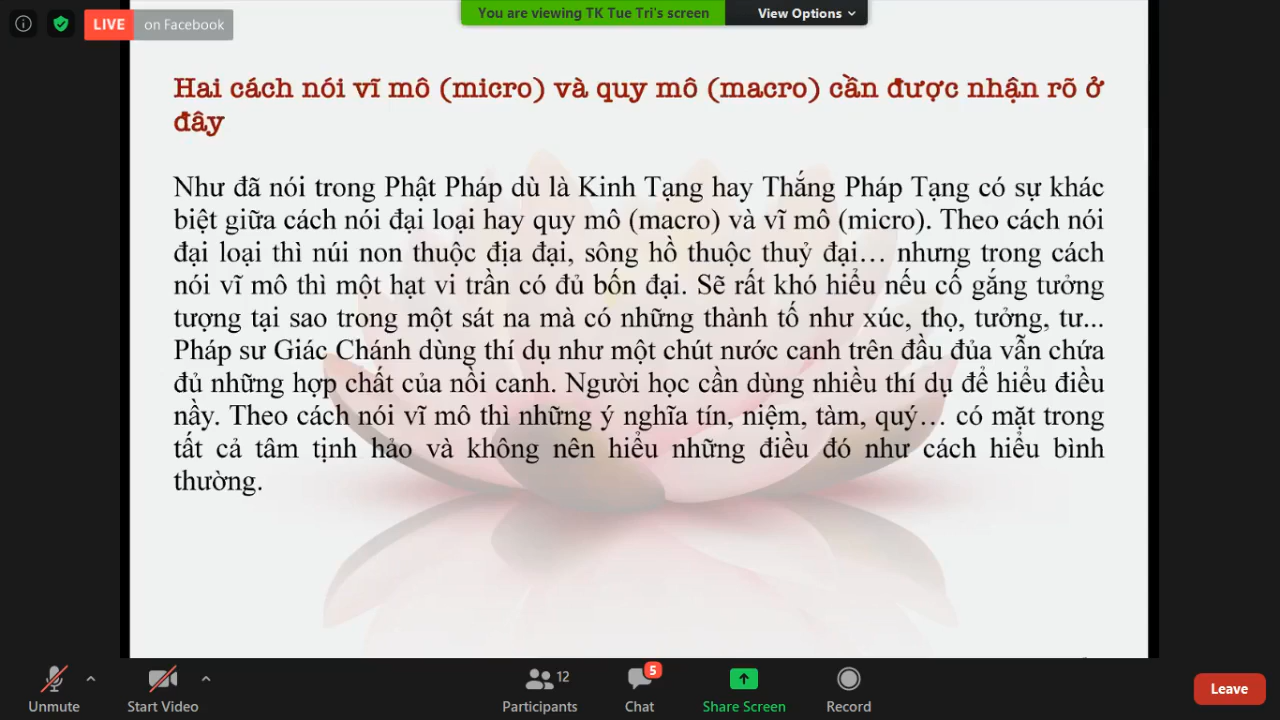 LIVE on Facebook
You are viewing TK Tue Tri's screen
View Options
Hai cách nói vĩ mô (micro) và quy mô (macro) cần được nhận rõ ở
đây
Như đã nói trong Phật Pháp dù là Kinh Tạng hay Thắng Pháp Tạng có sự khác
biệt giữa cách nói đại loại hay quy mô (macro) và vĩ mô (micro). Theo cách nói
đại loại thì núi non thuộc địa đại, sông hồ thuộc thuỷ đại… nhưng trong cách
nói vĩ mô thì một hạt vi trần có đủ bốn đại. Sẽ rất khó hiểu nếu cố gắng tưởng
tượng tại sao trong một sát na mà có những thành tố như xúc, thọ, tưởng, tư...
Pháp sư Giác Chánh dùng thí dụ như một chút nước canh trên đầu đủa vẫn chứa
đủ những hợp chất của nồi canh. Người học cần dùng nhiều thí dụ để hiểu điều
nầy. Theo cách nói vĩ mô thì những ý nghĩa tín, niệm, tàm, quý… có mặt trong
tất cả tâm tịnh hảo và không nên hiểu những điều đó như cách hiểu bình
thường.
Unmute
Start Video
12
Participants
5
Chat
Share Screen
Record
Leave